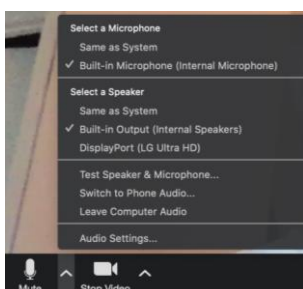 Select a Microphone
Same as System
✓ Built-in Microphone (Internal Microphone)
Select a Speaker
Same as System
✓ Built-in Output (Internal Speakers)
DisplayPort (LG Ultra HD)
Test Speaker & Microphone...
Switch to Phone Audio...
Leave Computer Audio
Audio Settings...
Mute
Stop Video